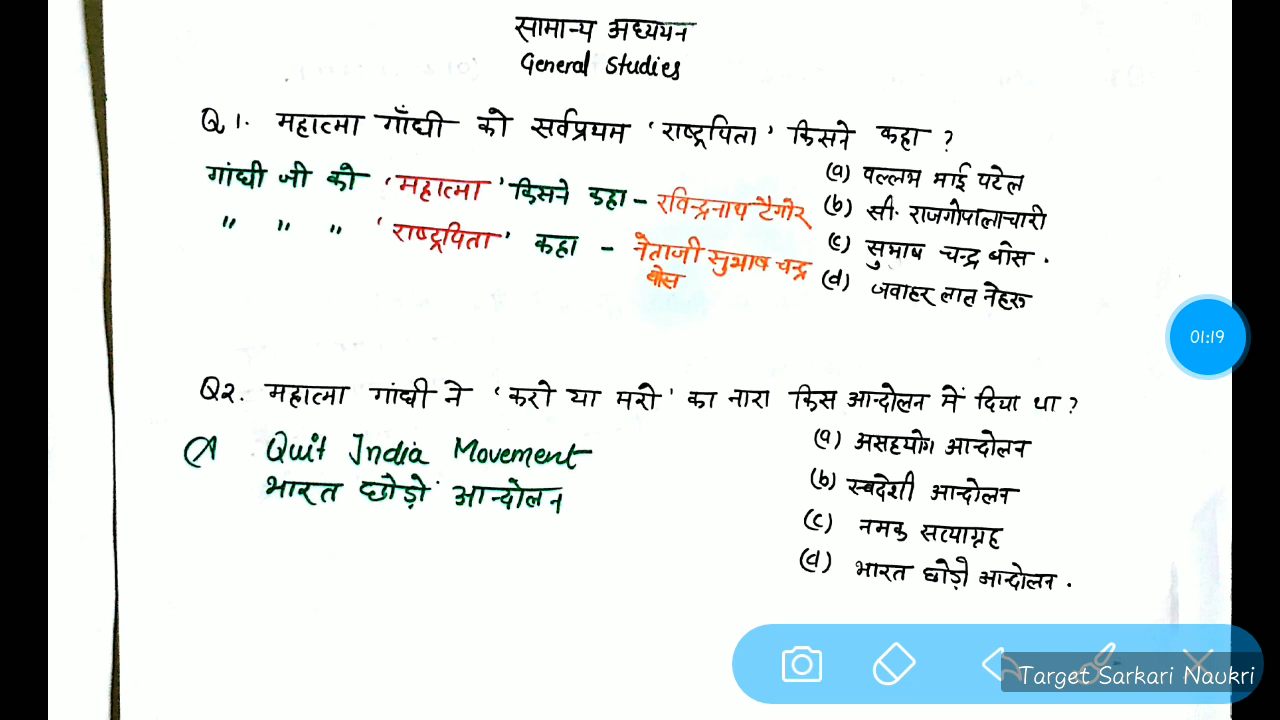 सामान्य अध्ययन
General Studies
Q1. महात्मा गाँधी को सर्वप्रथम 'राष्ट्रपिता' किसने कहा ?
(a) वल्लभ भाई पटेल
(b) सी. राजगोपालाचारी
(c) सुभाष चन्द्र बोस .
(d) जवाहर लाल नेहरू
गांधी जी को 'महात्मा' किसने कहा - रविन्द्रनाथ टैगोर
" " " 'राष्ट्रपिता' कहा - नेताजी सुभाष चन्द्र
बोस
01:19
Q2. महात्मा गांधी ने 'करो या मरो' का नारा किस आन्दोलन में दिया था ?
(a) असहयोग आन्दोलन
(b) स्वदेशी आन्दोलन
(c) नमक सत्याग्रह
(d) भारत छोड़ो आन्दोलन .
Quit India Movement
भारत छोड़ो आन्दोलन
Target Sarkari Naukri